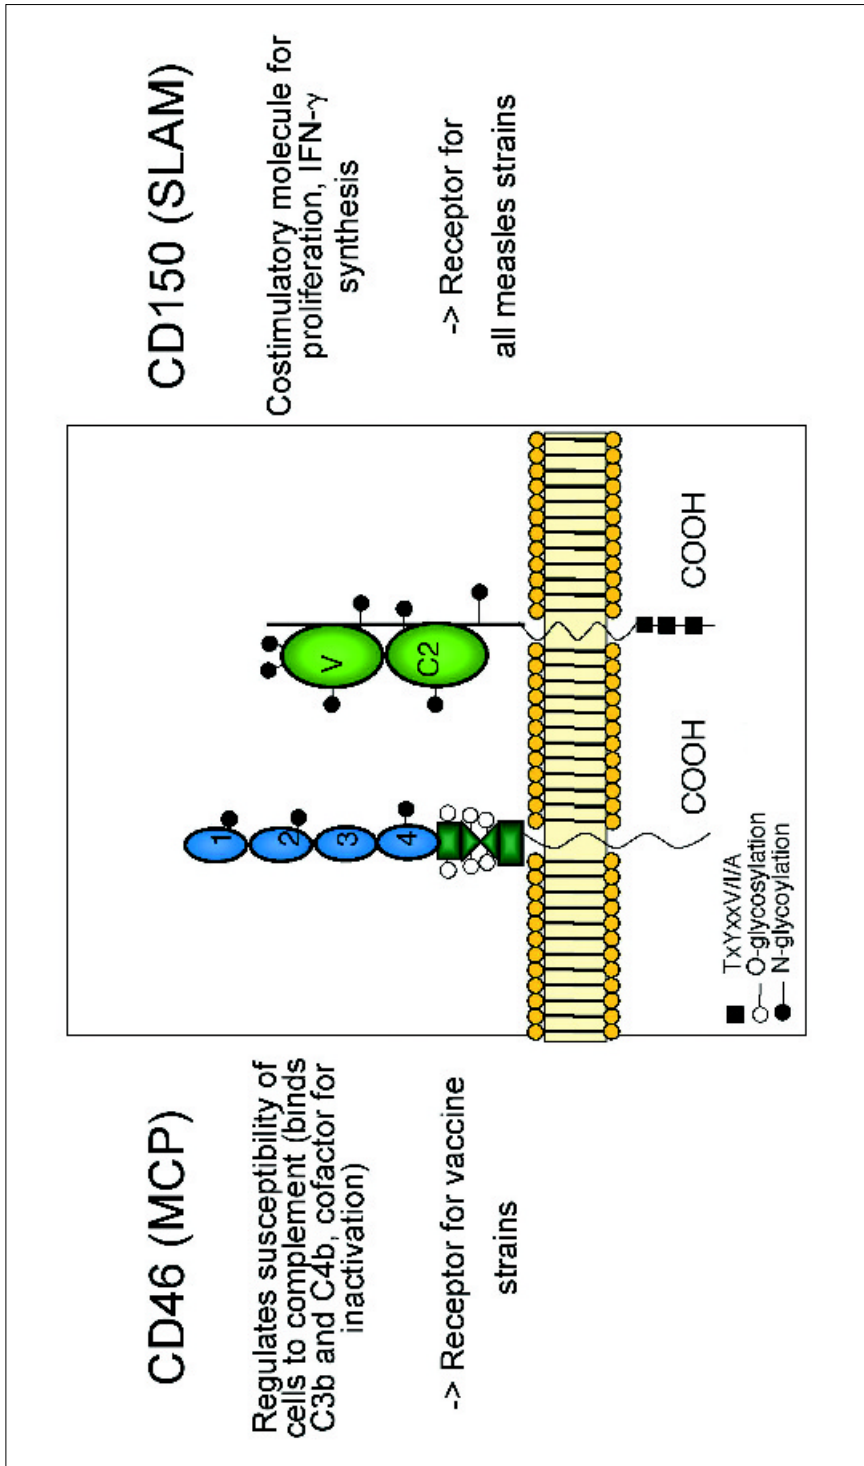 CD46 (MCP)
Regulates susceptibility of
cells to complement (binds
C3b and C4b, cofactor for
inactivation)
-> Receptor for vaccine
strains
1
2
3
4
V
C2
COOH
COOH
TxYxxV/I/A
O-glycosylation
N-glycoylation
CD150 (SLAM)
Costimulatory molecule for
proliferation, IFN-γ
synthesis
-> Receptor for
all measles strains